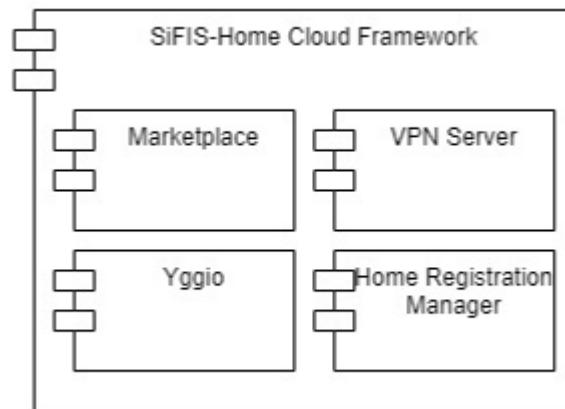 SiFIS-Home Cloud Framework
Marketplace
VPN Server
Yggio
Home Registration
Manager